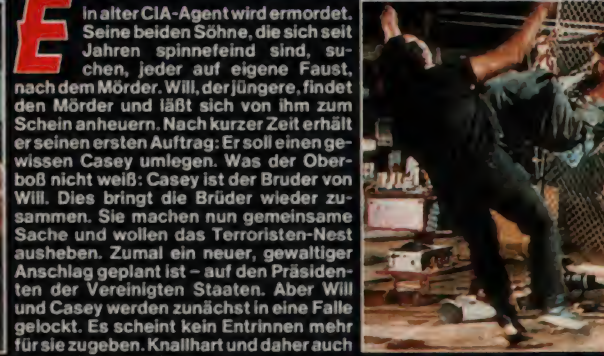 Ein alter CIA-Agent wird ermordet.
Seine beiden Söhne, die sich seit
Jahren spinnefeind sind, su-
chen, jeder auf eigene Faust,
nach dem Mörder. Will, der jüngere, findet
den Mörder und läßt sich von ihm zum
Schein anheuern. Nach kurzer Zeit erhält
er seinen ersten Auftrag: Er soll einen ge-
wissen Casey umlegen. Was der Ober-
boß nicht weiß: Casey ist der Bruder von
Will. Dies bringt die Brüder wieder zu-
sammen. Sie machen nun gemeinsame
Sache und wollen das Terroristen-Nest
ausheben. Zumal ein neuer, gewaltiger
Anschlag geplant ist – auf den Präsiden-
ten der Vereinigten Staaten. Aber Will
und Casey werden zunächst in eine Falle
gelockt. Es scheint kein Entrinnen mehr
für sie zugeben. Knallhart und daher auch